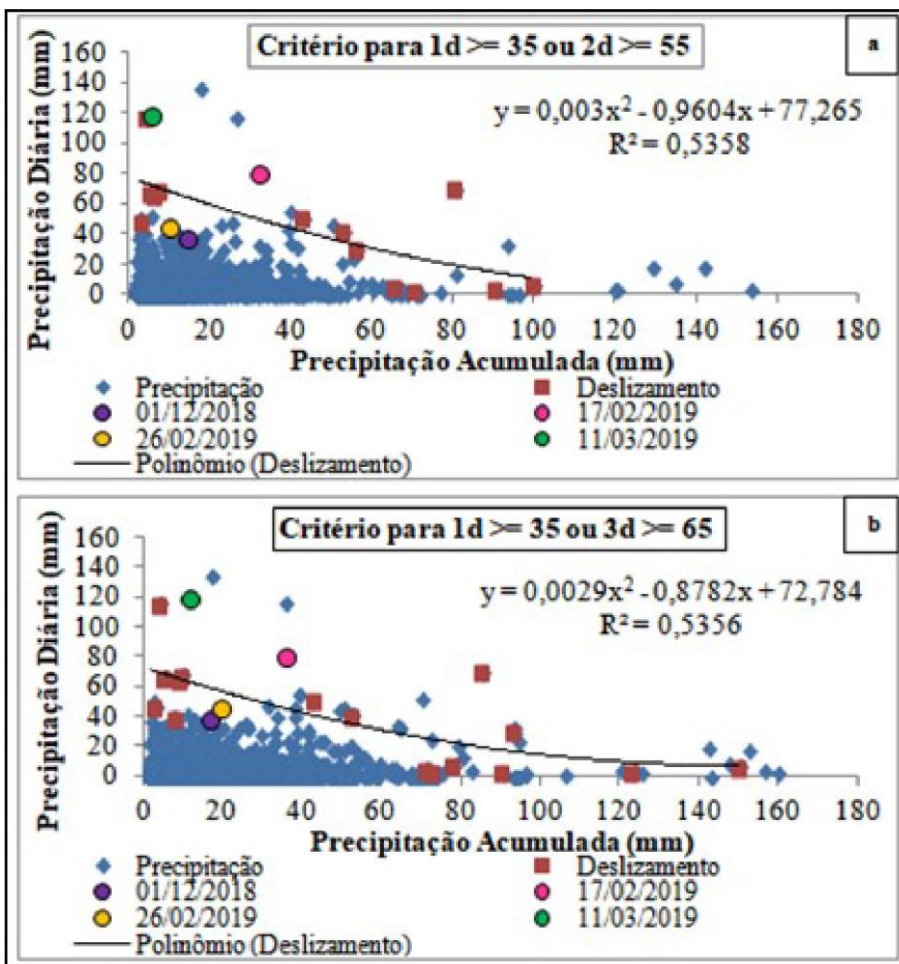 Critério para 1d >= 35 ou 2d >= 55
a
Precipitação Diária (mm)
160
140
120
100
80
60
40
20
0
y = 0,003x² - 0,9604x + 77,265
R² = 0,5358
0 20 40 60 80 100 120 140 160 180
Precipitação Acumulada (mm)
Precipitação Deslizamento
01/12/2018 17/02/2019
26/02/2019 11/03/2019
Polinômio (Deslizamento)
Critério para 1d >= 35 ou 3d >= 65
b
Precipitação Diária (mm)
160
140
120
100
80
60
40
20
0
y = 0,0029x² - 0,8782x + 72,784
R² = 0,5356
0 20 40 60 80 100 120 140 160 180
Precipitação Acumulada (mm)
Precipitação Deslizamento
01/12/2018 17/02/2019
26/02/2019 11/03/2019
Polinômio (Deslizamento)